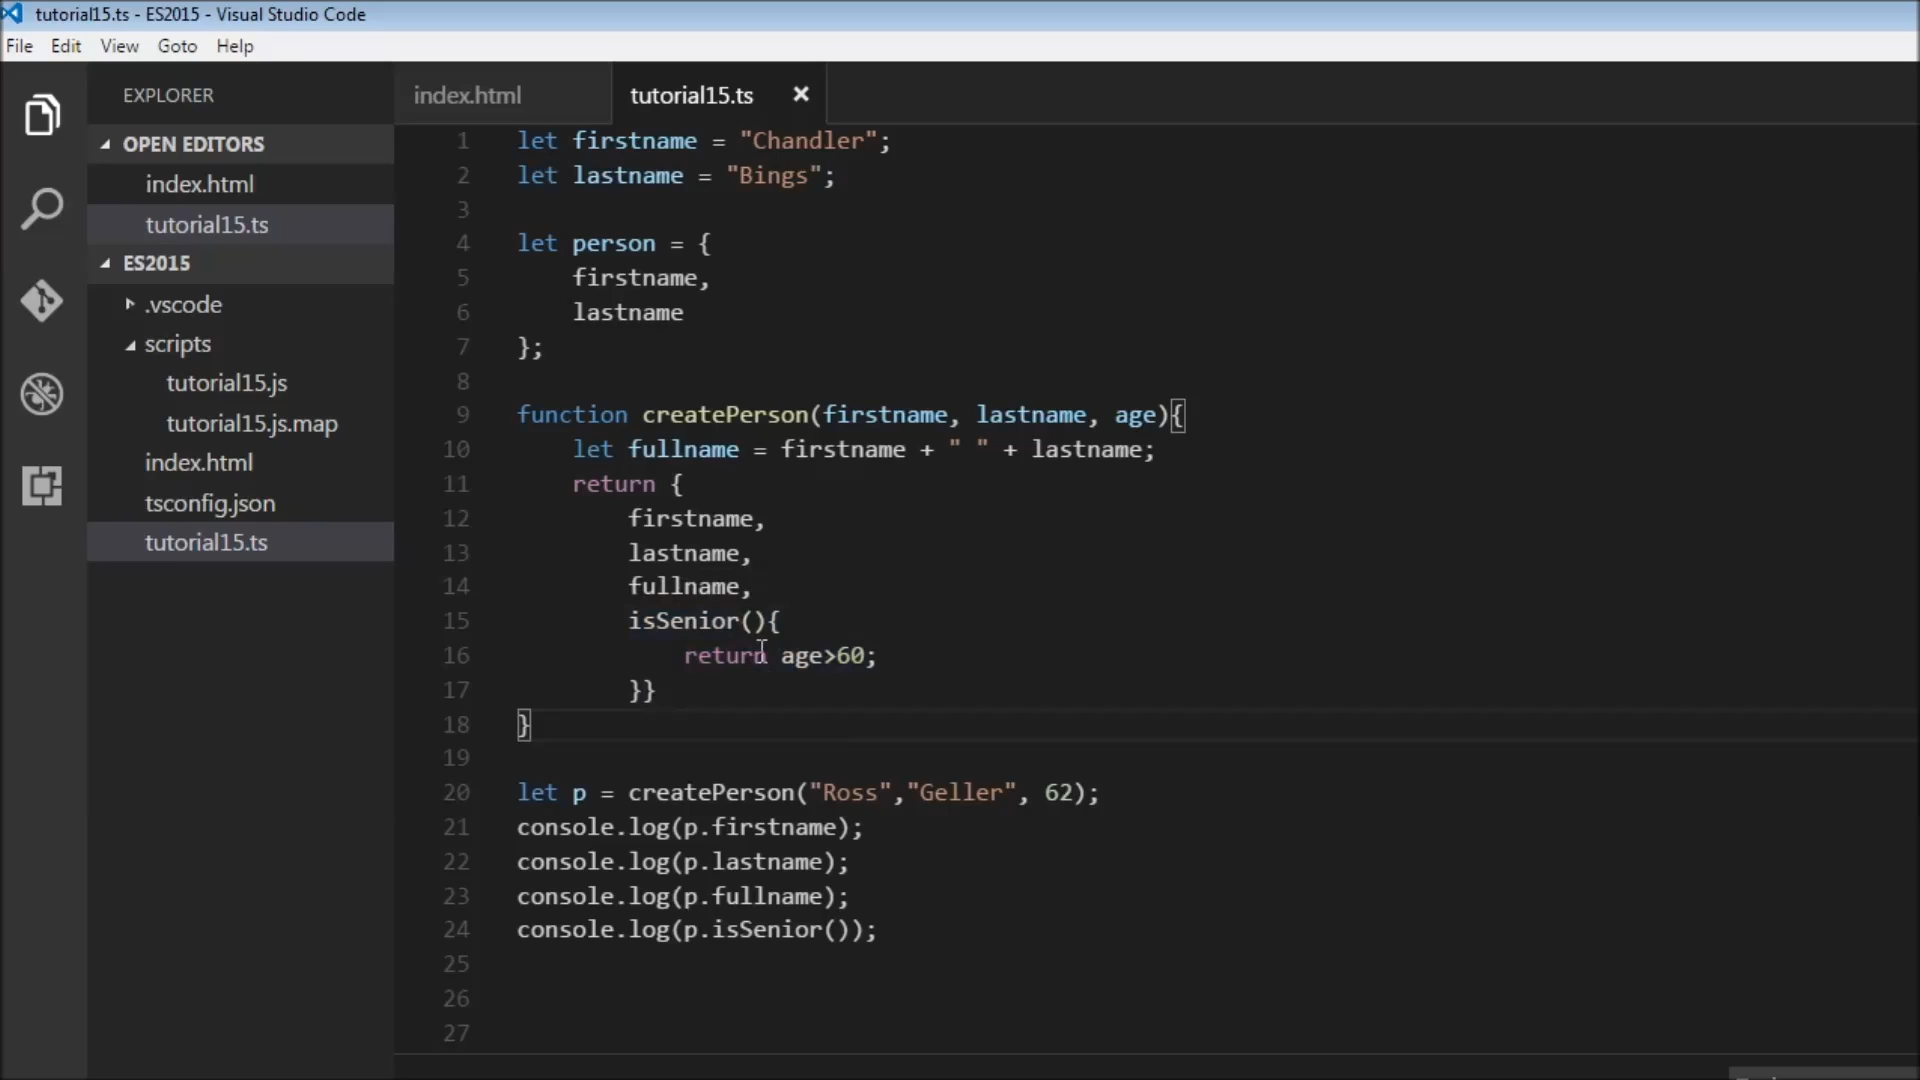 tutorial15.ts - ES2015 - Visual Studio Code
File Edit View Goto Help
EXPLORER
OPEN EDITORS
index.html
tutorial15.ts
ES2015
.vscode
scripts
tutorial15.js
tutorial15.js.map
index.html
tsconfig.json
tutorial15.ts
index.html tutorial15.ts
1 let firstname = "Chandler";
2 let lastname = "Bings";
3
4 let person = {
5 firstname,
6 lastname
7 };
8
9 function createPerson(firstname, lastname, age){
10 let fullname = firstname + " " + lastname;
11 return {
12 firstname,
13 lastname,
14 fullname,
15 isSenior(){
16 return age>60;
17 }}
18 }
19
20 let p = createPerson("Ross","Geller", 62);
21 console.log(p.firstname);
22 console.log(p.lastname);
23 console.log(p.fullname);
24 console.log(p.isSenior());
25
26
27